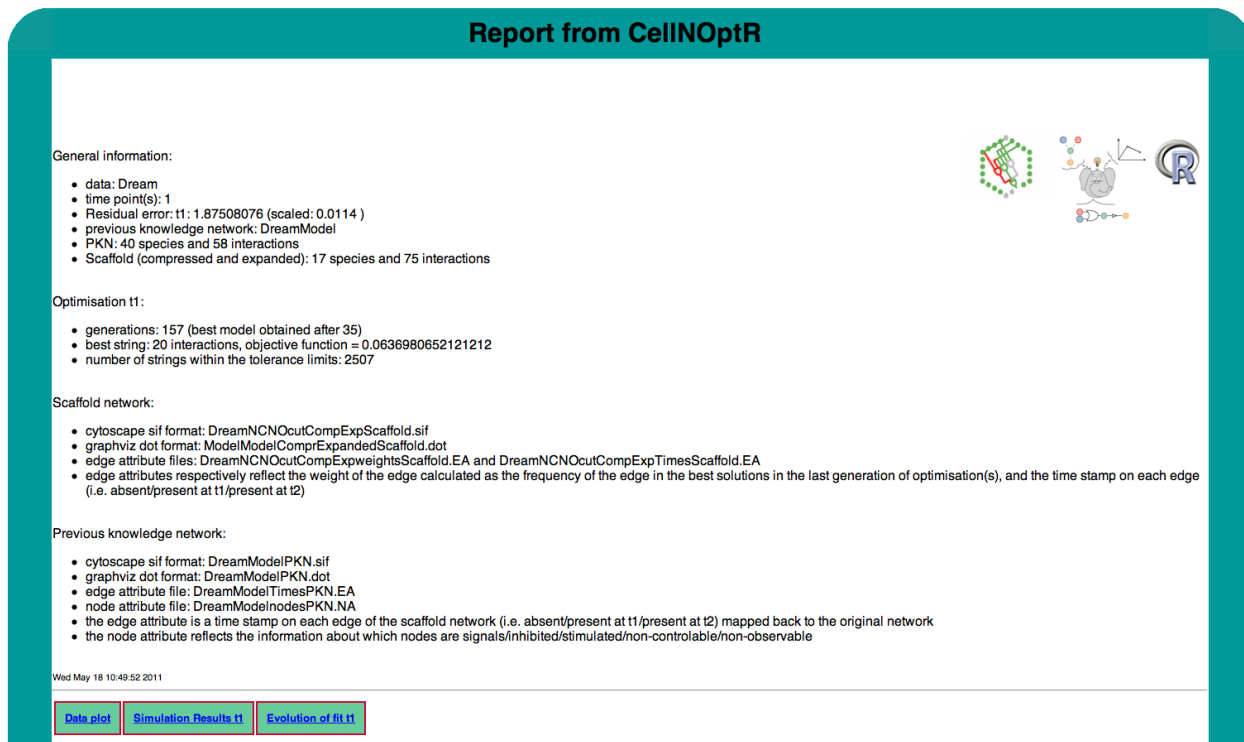 Report from CellNOptR
General information:
• data: Dream
• time point(s): 1
• Residual error: t1: 1.87508076 (scaled: 0.0114 )
• previous knowledge network: DreamModel
• PKN: 40 species and 58 interactions
• Scaffold (compressed and expanded): 17 species and 75 interactions
R
Optimisation t1:
• generations: 157 (best model obtained after 35)
• best string: 20 interactions, objective function = 0.0636980652121212
• number of strings within the tolerance limits: 2507
Scaffold network:
• cytoscape sif format: DreamNCNOcutCompExpScaffold.sif
• graphviz dot format: ModelModelComprExpandedScaffold.dot
• edge attribute files: DreamNCNOcutCompExpweightsScaffold.EA and DreamNCNOcutCompExpTimesScaffold.EA
• edge attributes respectively reflect the weight of the edge calculated as the frequency of the edge in the best solutions in the last generation of optimisation(s), and the time stamp on each edge
(i.e. absent/present at t1/present at t2)
Previous knowledge network:
• cytoscape sif format: DreamModelPKN.sif
• graphviz dot format: DreamModelPKN.dot
• edge attribute file: DreamModelTimesPKN.EA
• node attribute file: DreamModelnodesPKN.NA
• the edge attribute is a time stamp on each edge of the scaffold network (i.e. absent/present at t1/present at t2) mapped back to the original network
• the node attribute reflects the information about which nodes are signals/inhibited/stimulated/non-controlable/non-observable
Wed May 18 10:49:52 2011
Data plot Simulation Results t1 Evolution of fit t1